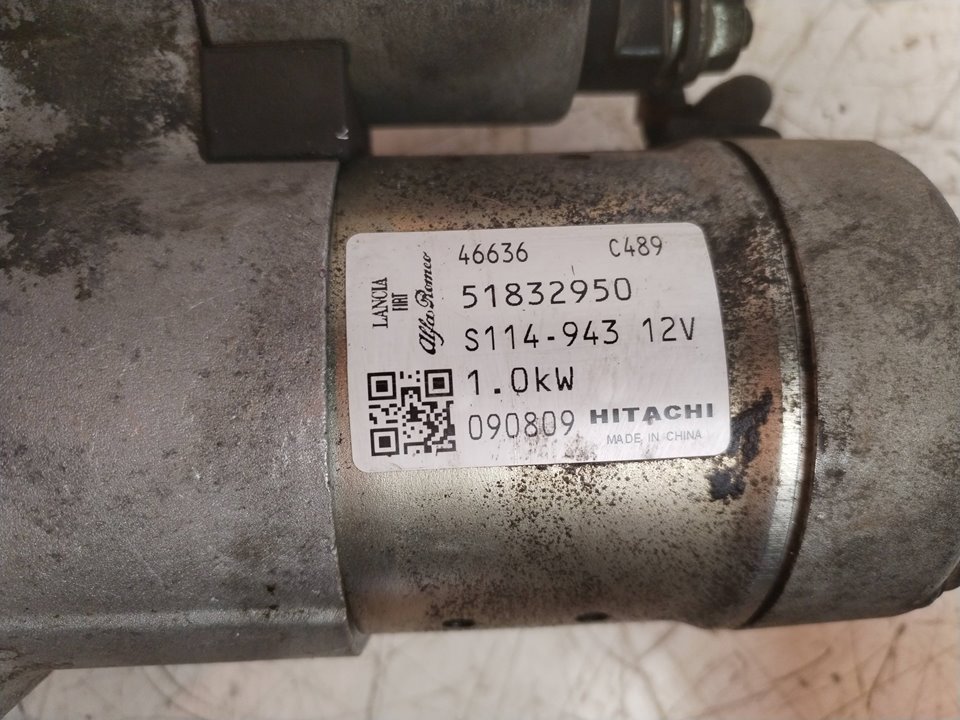 46636 C489
LANCIA
FIAT
Alfa Romeo
51832950
S114-943 12V
1.0kW
090809 HITACHI
MADE IN CHINA